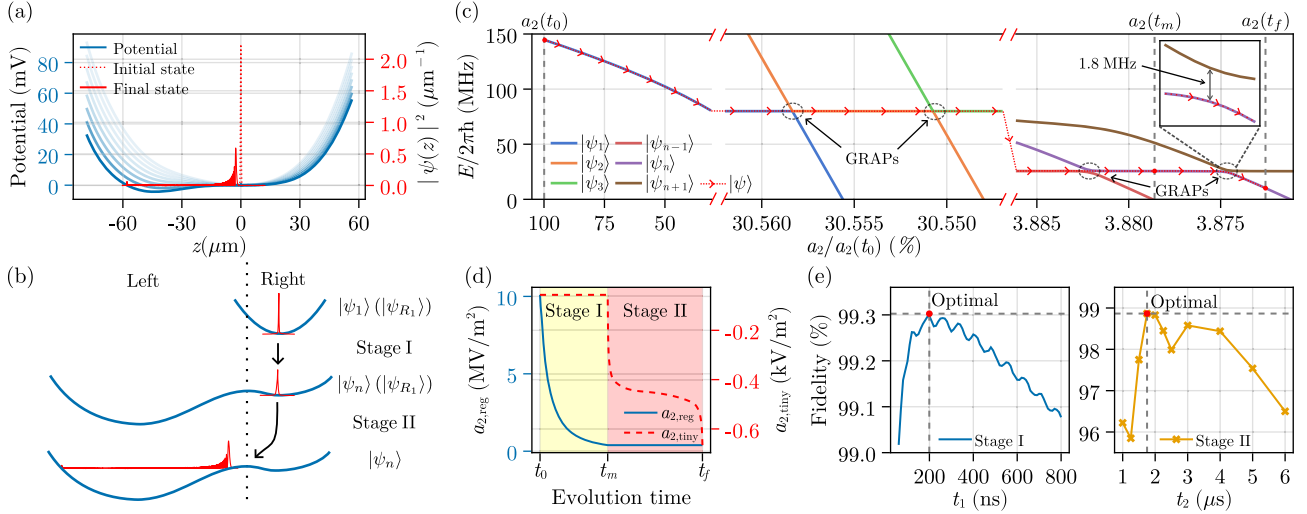 (a)
Potential (mV)
80
60
40
20
0
Potential
Initial state
Final state
2.0
1.5
1.0
0.5
0.0
|ψ(z)|² (μm⁻¹)
-60
-30
0
30
z(μm)
(b)
Left
Right
|ψ₁⟩ (|ψ_R₁⟩)
Stage I
|ψₙ⟩ (|ψ_R₁⟩)
Stage II
|ψₙ⟩
(c)
a₂(t₀)
a₂(t_m)
a₂(t_f)
E/2πħ (MHz)
150
100
50
0
|ψ₁⟩
|ψ₂⟩
|ψ₃⟩
|ψₙ₋₁⟩
|ψₙ⟩
|ψₙ₊₁⟩
|ψ⟩
GRAPs
1.8 MHz
GRAPs
100
75
50
30.560
30.555
30.550
3.885
3.880
3.875
a₂/a₂(t₀) (%)
(d)
a₂,reg (MV/m²)
10
5
0
Stage I
Stage II
a₂,reg
a₂,tiny
-0.2
-0.4
-0.6
a₂,tiny (kV/m²)
t₀
t_m
t_f
Evolution time
(e)
Fidelity (%)
99.3
99.2
99.1
99.0
Optimal
Stage I
0
200
400
600
800
t₁ (ns)
99
98
97
96
Optimal
Stage II
1
2
3
4
5
6
t₂ (μs)